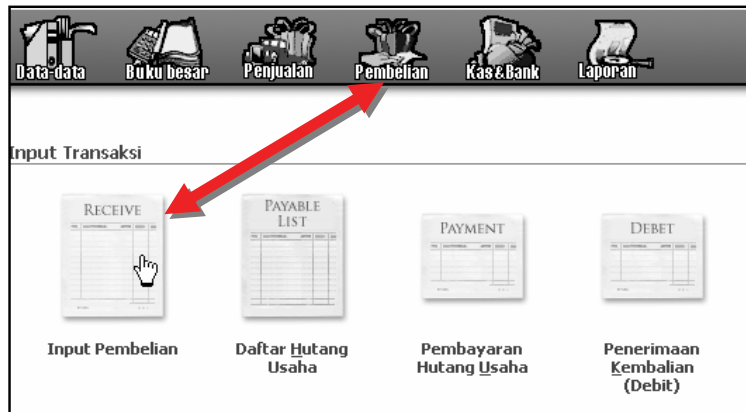 Data-data Buku besar Penjualan Pembelian Kas&Bank Laporan
Input Transaksi
RECEIVE
PAYABLE
LIST
PAYMENT
DEBET
Input Pembelian
Daftar Hutang
Usaha
Pembayaran
Hutang Usaha
Penerimaan
Kembalian
(Debit)